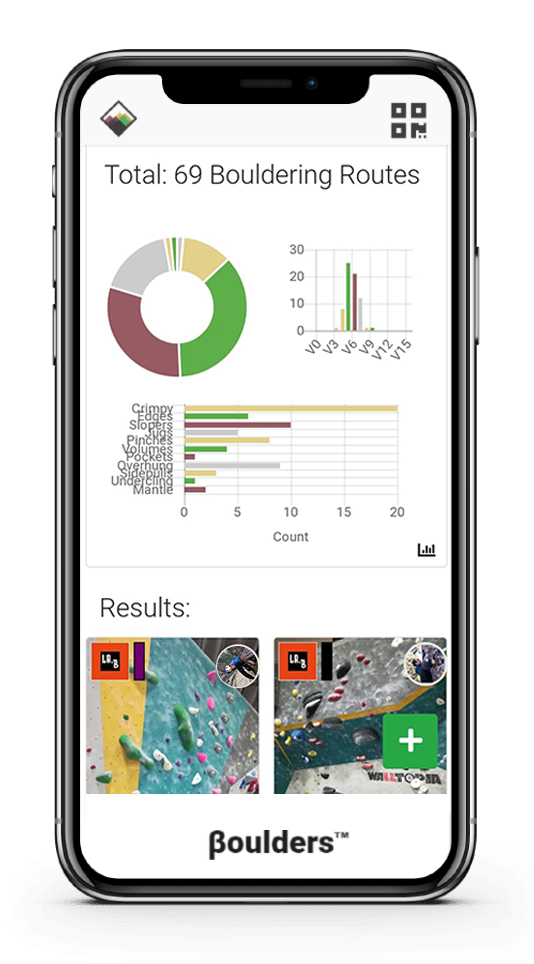 Total: 69 Bouldering Routes
30
20
10
0
V0 V3 V6 V9 V12 V15
Crimpy
Edges
Slopers
Jugs
Pinches
Volumes
Pockets
Overhung
Sidepulls
Undercling
Mantle
0 5 10 15 20
Count
Results:
LR.B
LR.B
WALLTOPIA
βoulders™